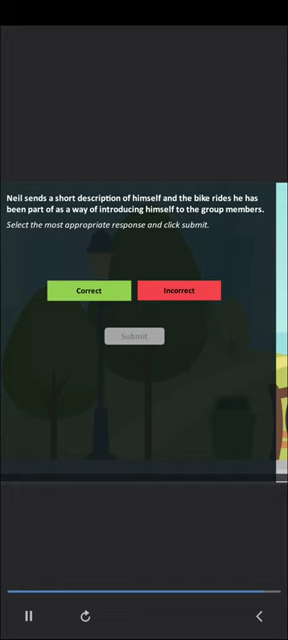 Neil sends a short description of himself and the bike rides he has
been part of as a way of introducing himself to the group members.
Select the most appropriate response and click submit.
Correct
Incorrect
Submit